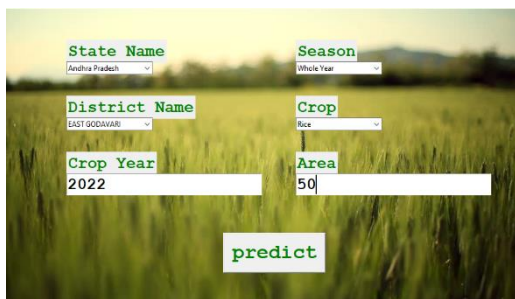 State Name
Andhra Pradesh
Season
Whole Year
District Name
EAST GODAVARI
Crop
Rice
Crop Year
2022
Area
50
predict